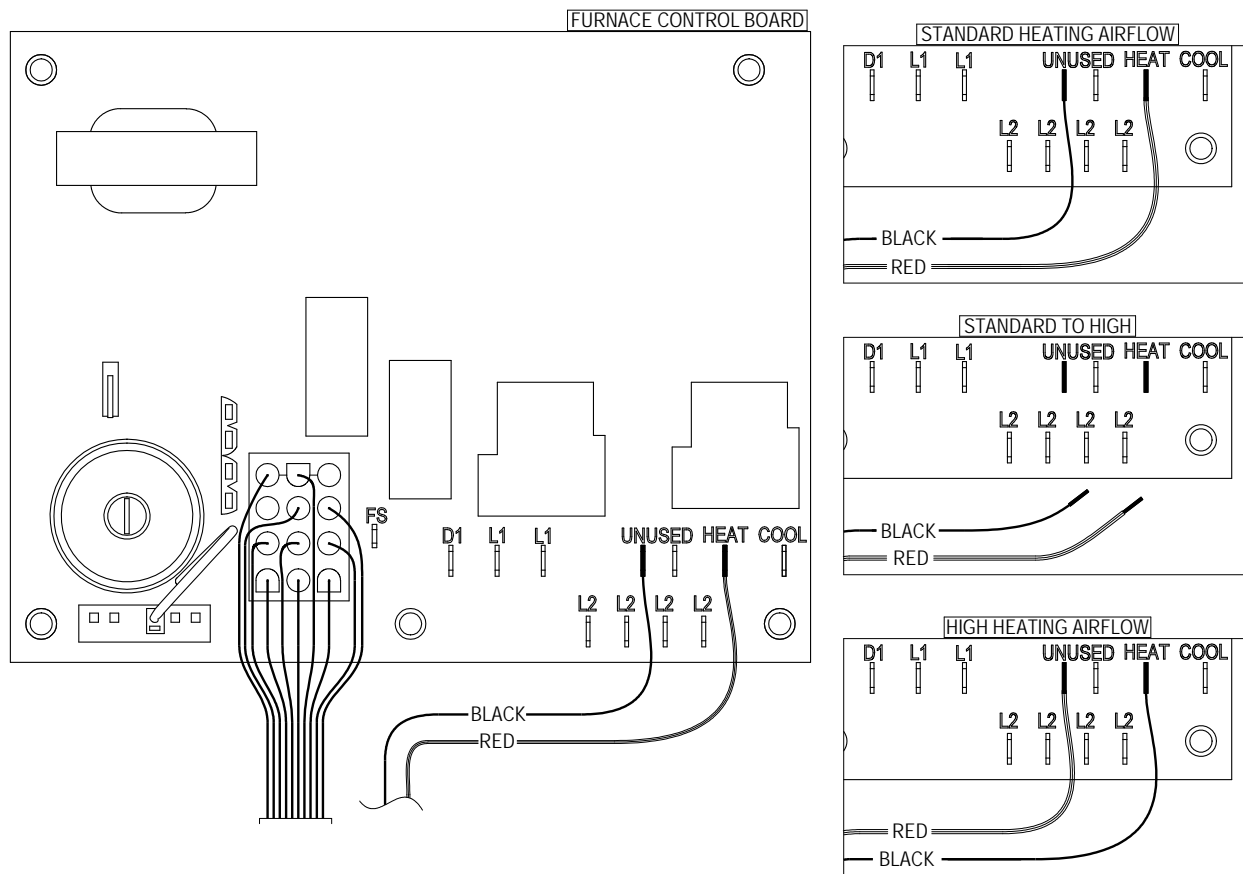 FURNACE CONTROL BOARD
FS
D1 L1 L1 UNUSED HEAT COOL
L2 L2 L2 L2
BLACK
RED
STANDARD HEATING AIRFLOW
D1 L1 L1 UNUSED HEAT COOL
L2 L2 L2 L2
BLACK
RED
STANDARD TO HIGH
D1 L1 L1 UNUSED HEAT COOL
L2 L2 L2 L2
BLACK
RED
HIGH HEATING AIRFLOW
D1 L1 L1 UNUSED HEAT COOL
L2 L2 L2 L2
RED
BLACK